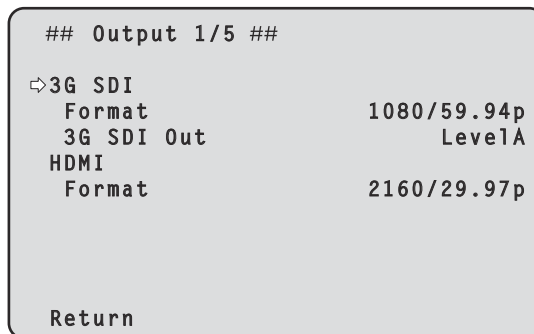 ## Output 1/5 ##
⇨3G SDI
Format 1080/59.94p
3G SDI Out LevelA
HDMI
Format 2160/29.97p
Return